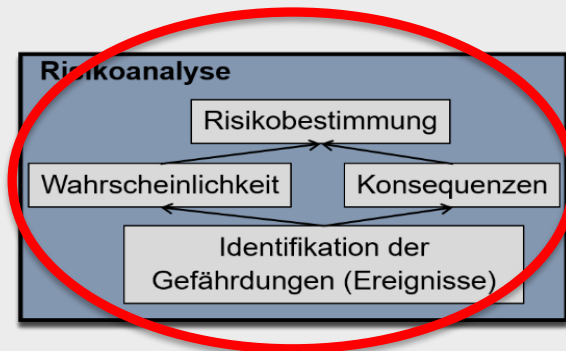 Risikoanalyse
Risikobestimmung
Wahrscheinlichkeit
Konsequenzen
Identifikation der
Gefährdungen (Ereignisse)